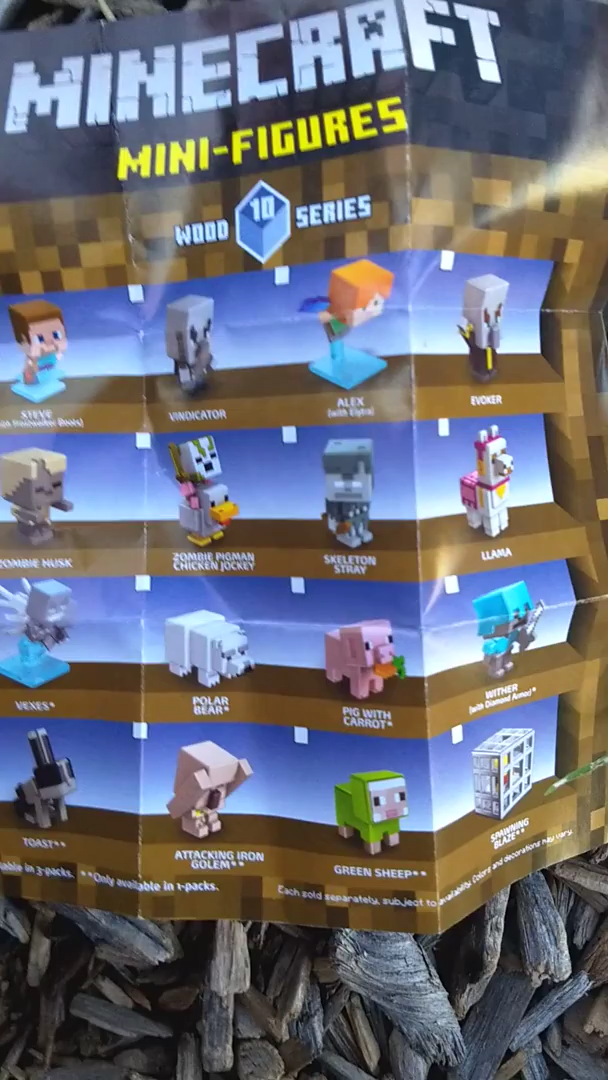 MINECRAFT
MINI-FIGURES
WOOD 10 SERIES
STEVE
VINDICATOR
ALEX
(with Elytra)
EVOKER
ZOMBIE HUSK
ZOMBIE PIGMAN
CHICKEN JOCKEY
SKELETON
STRAY
LLAMA
VEXES*
POLAR
BEAR*
PIG WITH
CARROT*
WITHER
(with Diamond Armor)*
TOAST**
ATTACKING IRON
GOLEM**
GREEN SHEEP**
SPAWNING
BLAZE**
in 3-packs. **Only available in 1-packs.
Each sold separately, subject to availability. Colors and decorations may vary.